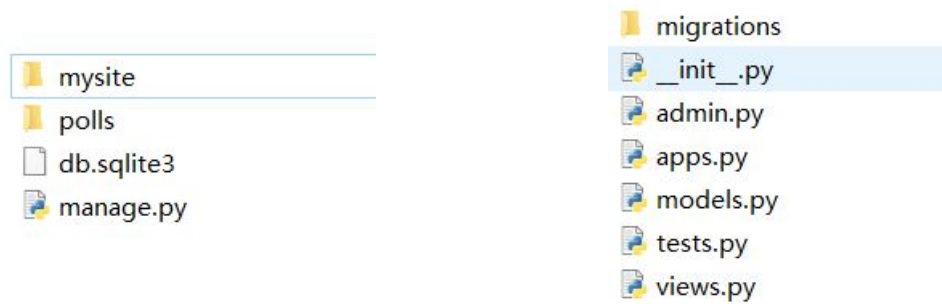 mysite
polls
db.sqlite3
manage.py
migrations
__init__.py
admin.py
apps.py
models.py
tests.py
views.py